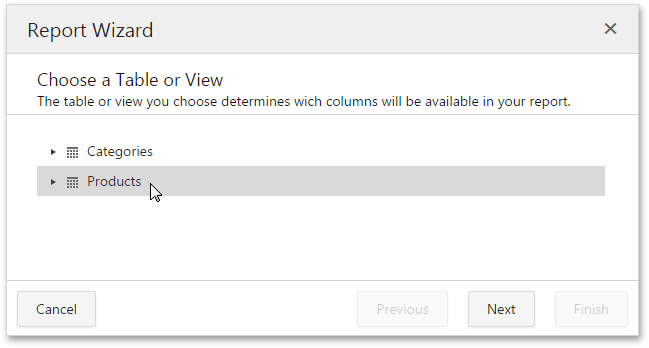 Report Wizard
Choose a Table or View
The table or view you choose determines wich columns will be available in your report.
Categories
Products
Cancel
Previous
Next
Finish